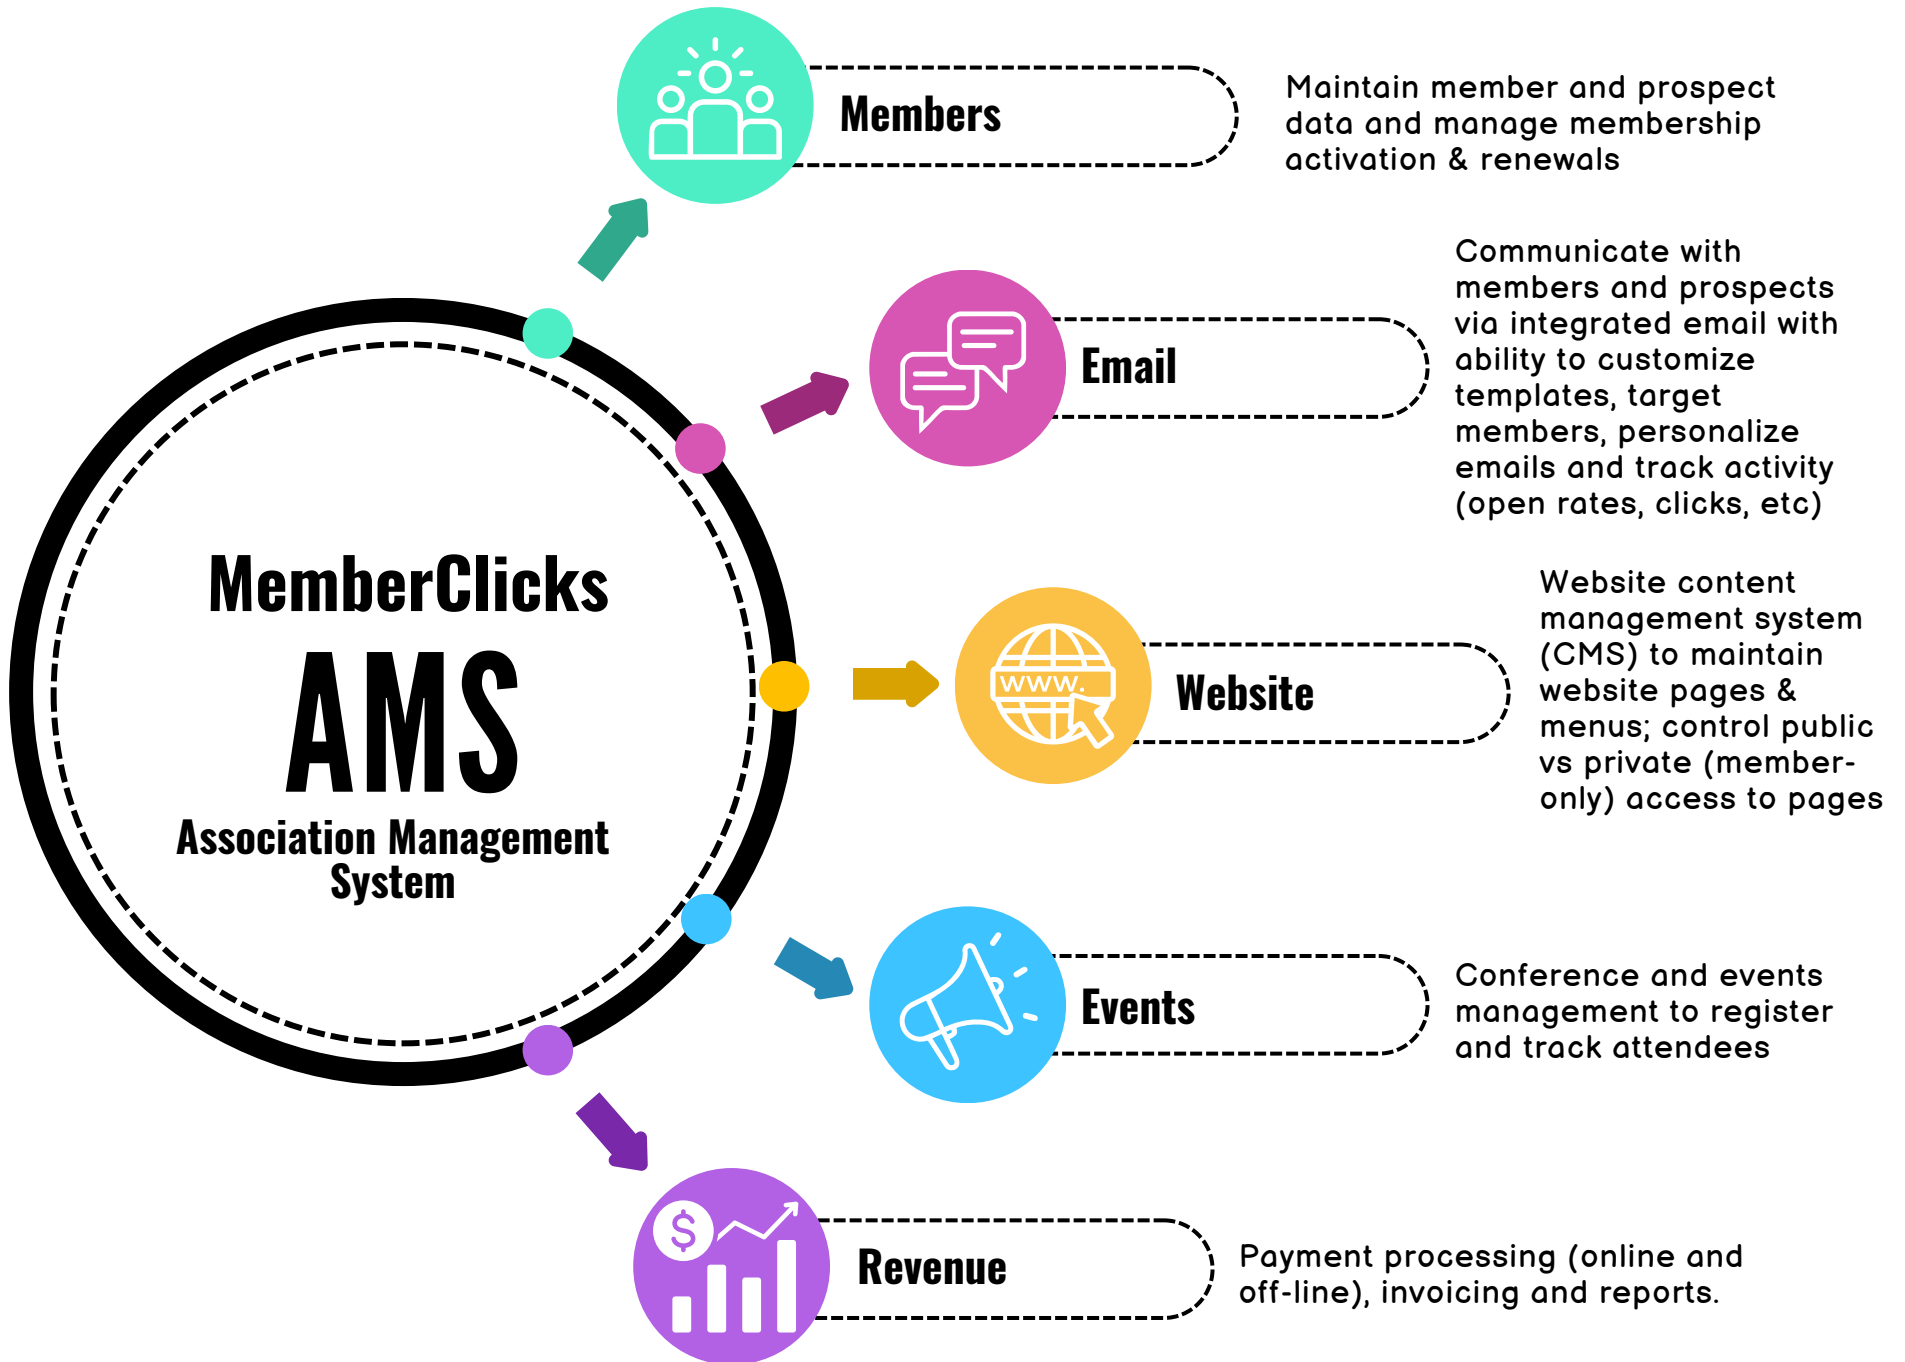 Members
Maintain member and prospect
data and manage membership
activation & renewals
Email
Communicate with
members and prospects
via integrated email with
ability to customize
templates, target
members, personalize
emails and track activity
(open rates, clicks, etc)
MemberClicks
AMS
Association Management
System
www.
Website
Website content
management system
(CMS) to maintain
website pages &
menus; control public
vs private (member-
only) access to pages
Events
Conference and events
management to register
and track attendees
$
Revenue
Payment processing (online and
off-line), invoicing and reports.